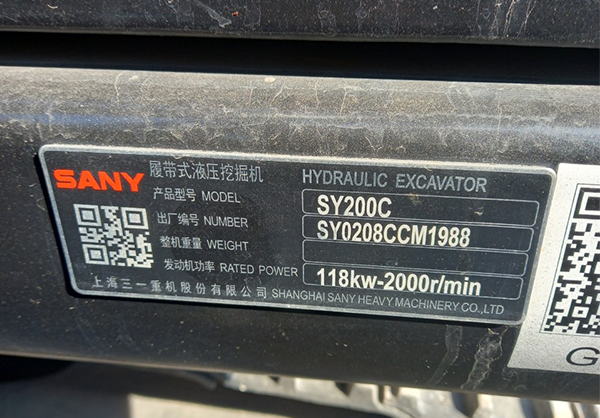 SANY 履带式液压挖掘机 HYDRAULIC EXCAVATOR
产品型号 MODEL SY200C
出厂编号 NUMBER SY0208CCM1988
整机重量 WEIGHT
发动机功率 RATED POWER 118kw-2000r/min
上海三一重机股份有限公司 SHANGHAI SANY HEAVY MACHINERY CO.,LTD
G